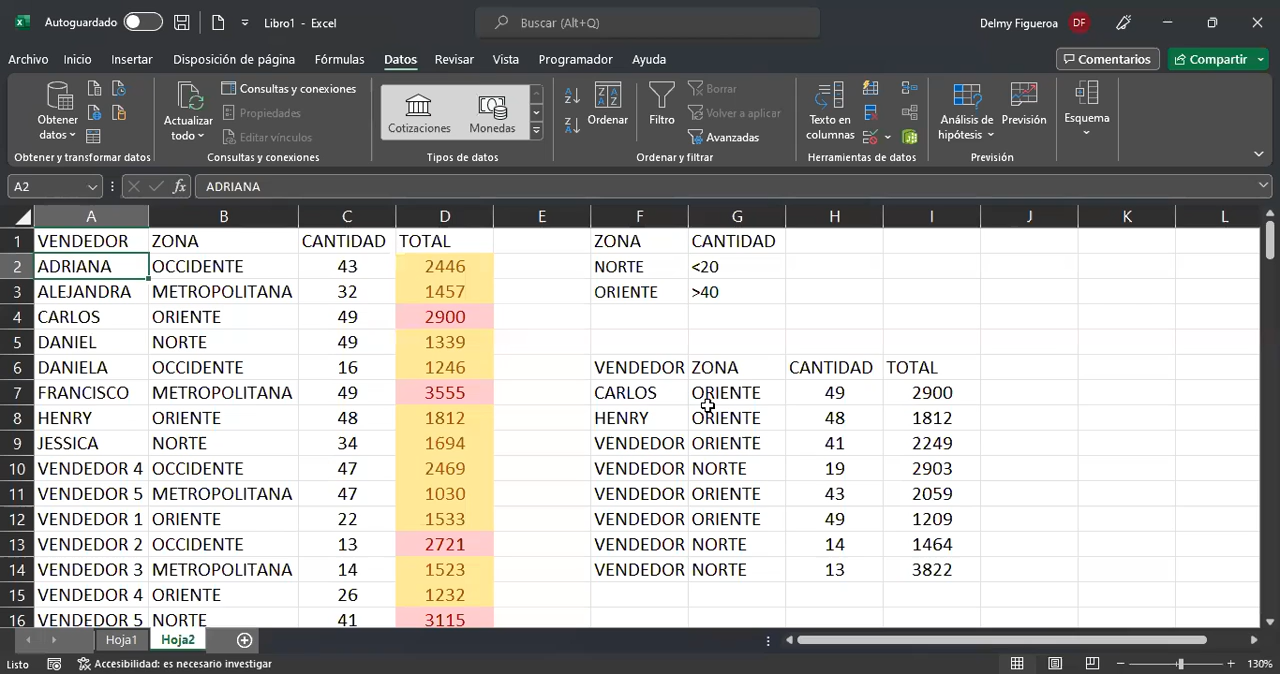 Autoguardado Libro1 - Excel Buscar (Alt+Q) Delmy Figueroa DF
Archivo Inicio Insertar Disposición de página Fórmulas Datos Revisar Vista Programador Ayuda Comentarios Compartir
Obtener datos
Actualizar todo
Consultas y conexiones
Propiedades
Editar vínculos
Cotizaciones Monedas
Ordenar
Filtro
Borrar
Volver a aplicar
Avanzadas
Texto en columnas
Análisis de hipótesis
Previsión
Esquema
Obtener y transformar datos Consultas y conexiones Tipos de datos Ordenar y filtrar Herramientas de datos Previsión
A2 fx ADRIANA
A B C D E F G H I J K L
1 VENDEDOR ZONA CANTIDAD TOTAL ZONA CANTIDAD
2 ADRIANA OCCIDENTE 43 2446 NORTE <20
3 ALEJANDRA METROPOLITANA 32 1457 ORIENTE >40
4 CARLOS ORIENTE 49 2900
5 DANIEL NORTE 49 1339
6 DANIELA OCCIDENTE 16 1246 VENDEDOR ZONA CANTIDAD TOTAL
7 FRANCISCO METROPOLITANA 49 3555 CARLOS ORIENTE 49 2900
8 HENRY ORIENTE 48 1812 HENRY ORIENTE 48 1812
9 JESSICA NORTE 34 1694 VENDEDOR ORIENTE 41 2249
10 VENDEDOR 4 OCCIDENTE 47 2469 VENDEDOR NORTE 19 2903
11 VENDEDOR 5 METROPOLITANA 47 1030 VENDEDOR ORIENTE 43 2059
12 VENDEDOR 1 ORIENTE 22 1533 VENDEDOR ORIENTE 49 1209
13 VENDEDOR 2 OCCIDENTE 13 2721 VENDEDOR NORTE 14 1464
14 VENDEDOR 3 METROPOLITANA 14 1523 VENDEDOR NORTE 13 3822
15 VENDEDOR 4 ORIENTE 26 1232
16 VENDEDOR 5 NORTE 41 3115
Hoja1 Hoja2
Listo Accesibilidad: es necesario investigar 130%